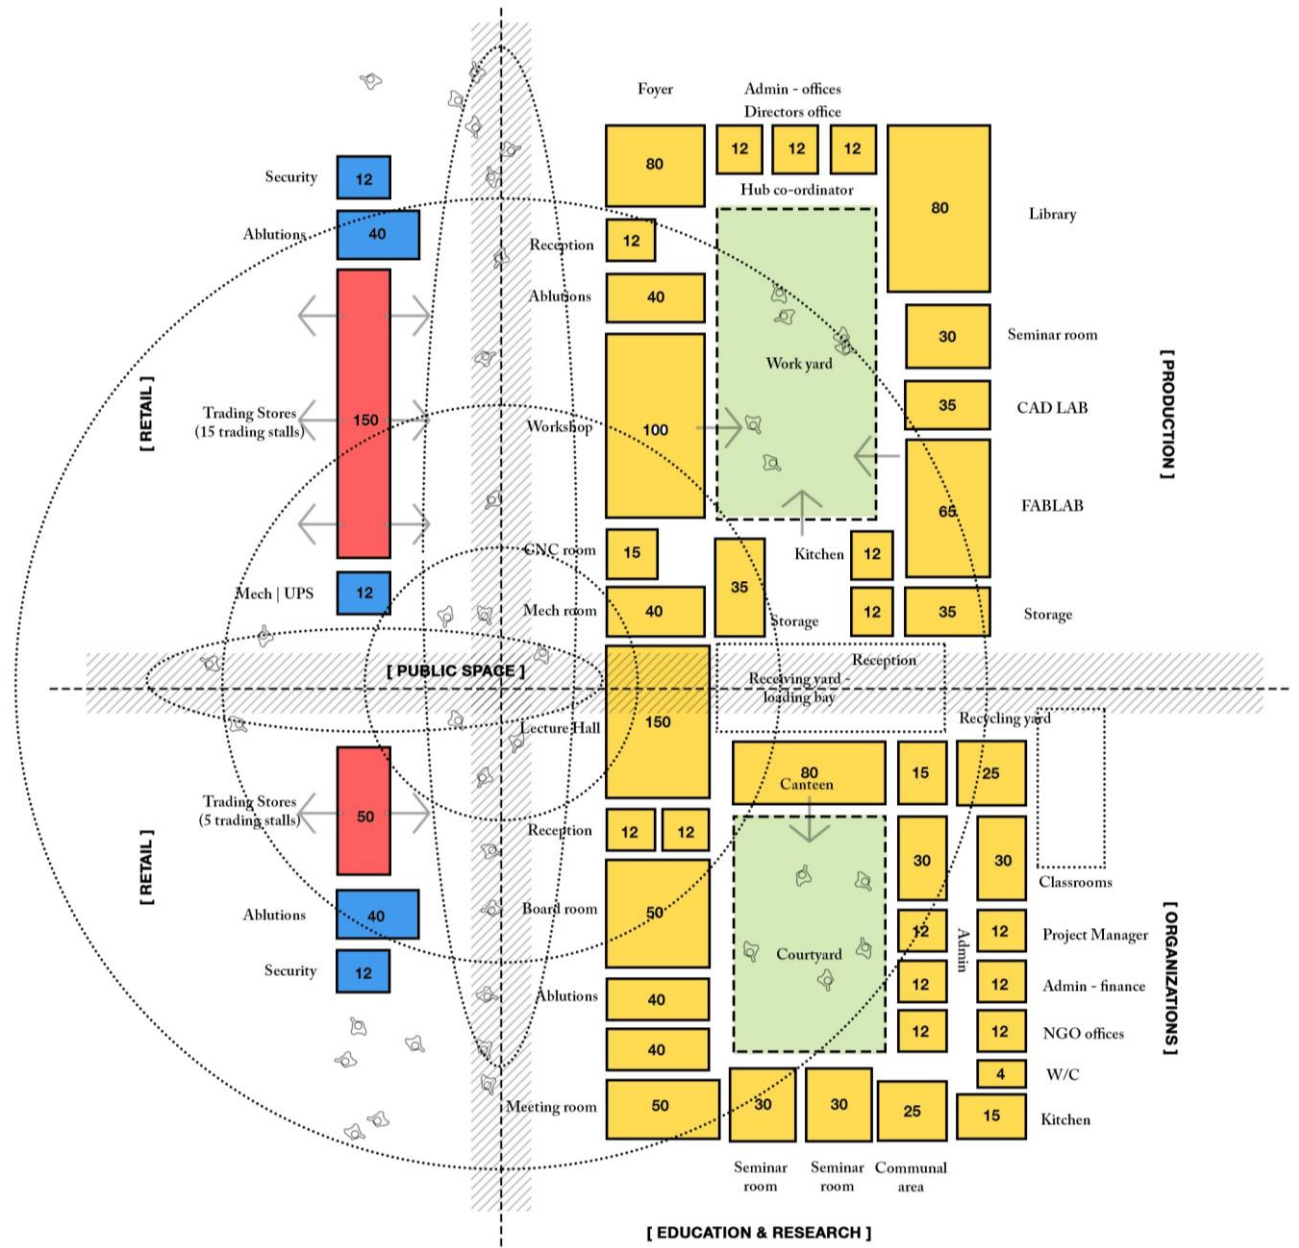 Foyer
Admin - offices
Directors office
80
12
12
12
80
Library
Hub co-ordinator
Security
12
Ablutions
40
Reception
12
Ablutions
40
Work yard
30
Seminar room
35
CAD LAB
[ RETAIL ]
Trading Stores
(15 trading stalls)
150
Workshop
100
[ PRODUCTION ]
65
FABLAB
CNC room
15
35
Kitchen
12
Mech | UPS
12
Mech room
40
Storage
12
35
Storage
[ PUBLIC SPACE ]
Reception
Receiving yard -
loading bay
Lecture Hall
150
Recycling yard
80
Canteen
15
25
Trading Stores
(5 trading stalls)
50
Reception
12
12
[ RETAIL ]
30
30
Classrooms
Ablutions
40
Board room
50
Courtyard
12
Admin
12
Project Manager
Security
12
Ablutions
40
12
12
Admin - finance
[ ORGANIZATIONS ]
40
12
12
NGO offices
4
W/C
Meeting room
50
30
30
25
15
Kitchen
Seminar
room
Seminar
room
Communal
area
[ EDUCATION & RESEARCH ]